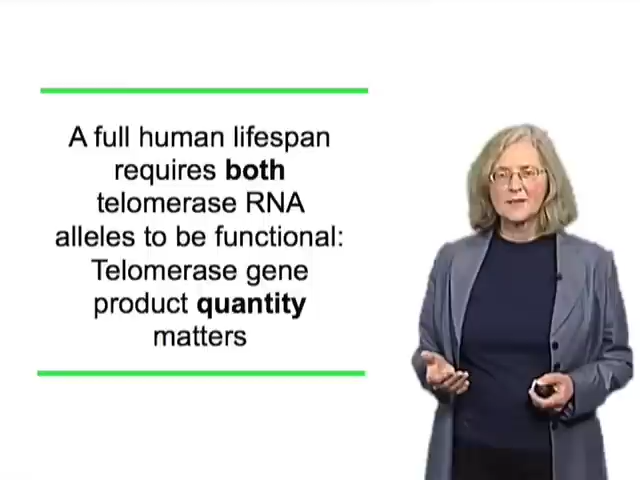 A full human lifespan
requires both
telomerase RNA
alleles to be functional:
Telomerase gene
product quantity
matters